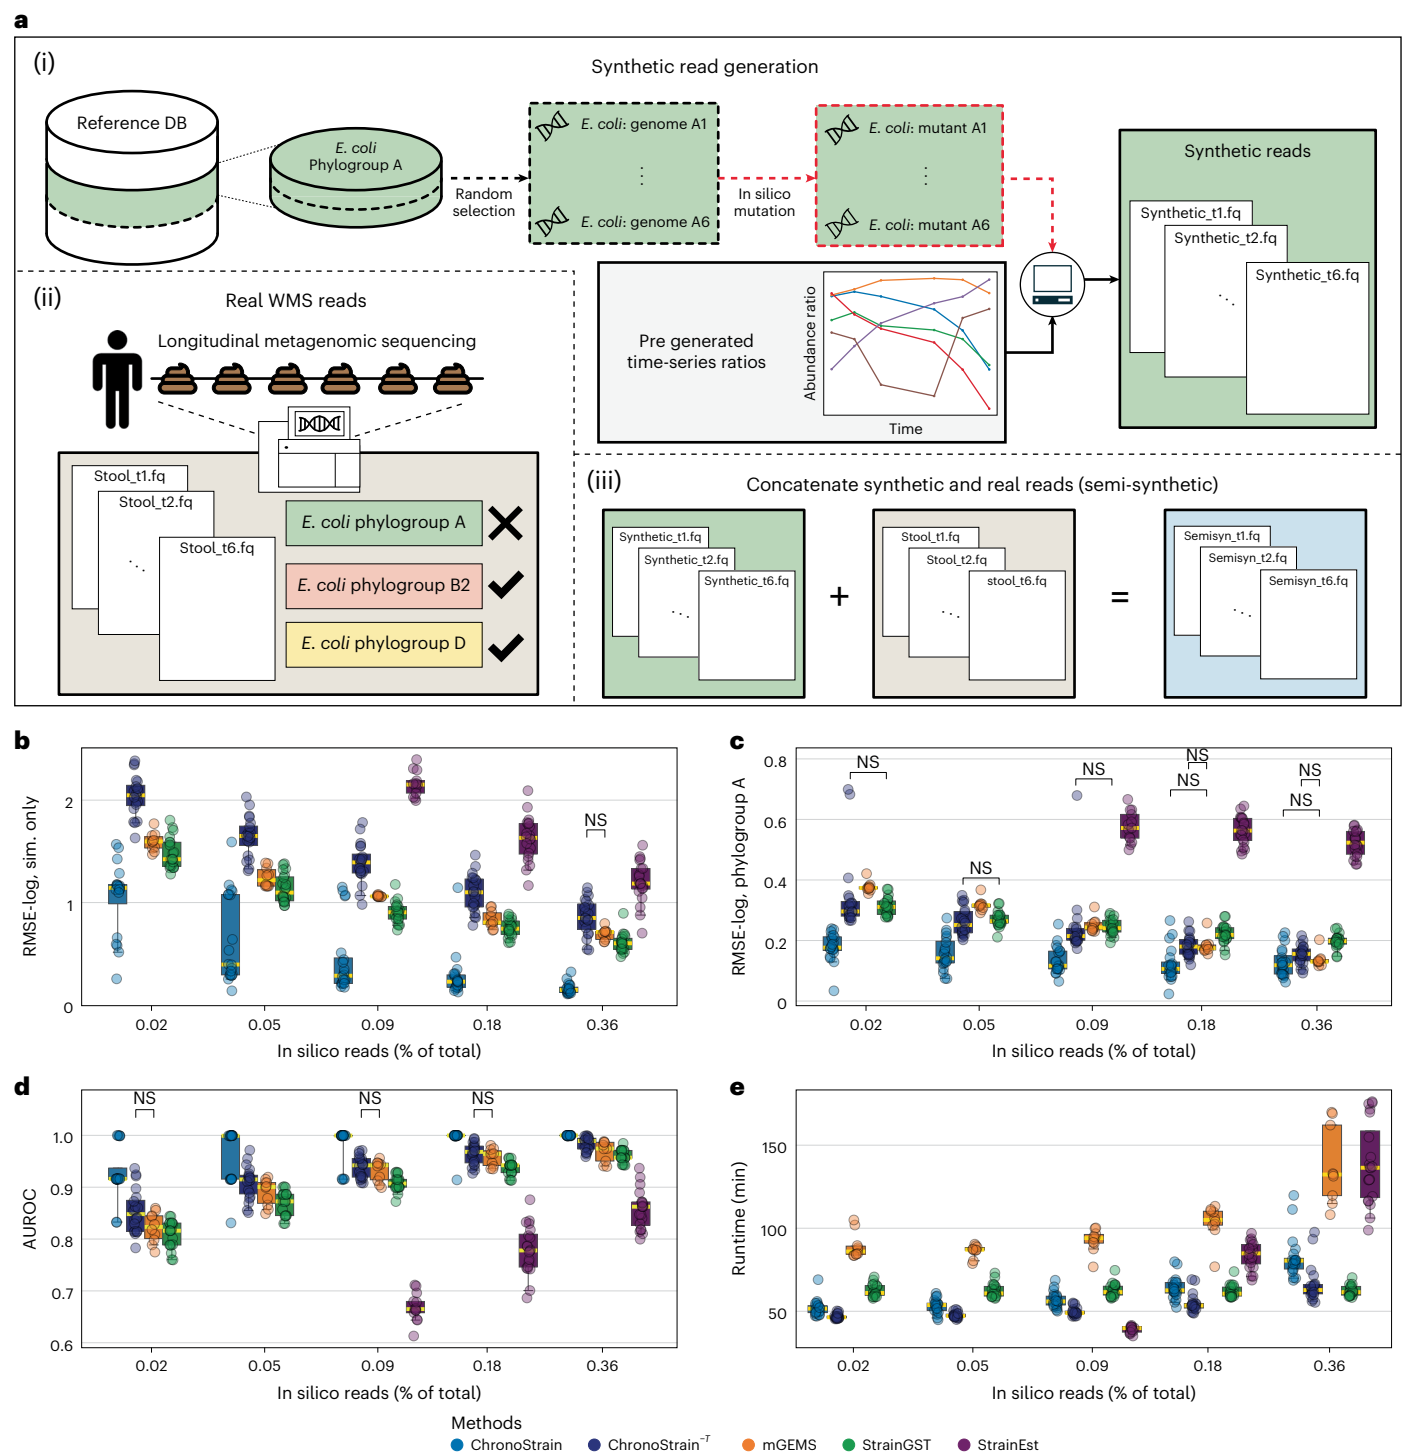 a
(i)
Synthetic read generation
Reference DB
E. coli
Phylogroup A
Random
selection
E. coli: genome A1
E. coli: genome A6
In silico
mutation
E. coli: mutant A1
E. coli: mutant A6
Synthetic reads
Synthetic_t1.fq
Synthetic_t2.fq
Synthetic_t6.fq
Pre generated
time-series ratios
Abundance ratio
Time
(ii)
Real WMS reads
Longitudinal metagenomic sequencing
Stool_t1.fq
Stool_t2.fq
Stool_t6.fq
E. coli phylogroup A
E. coli phylogroup B2
E. coli phylogroup D
(iii)
Concatenate synthetic and real reads (semi-synthetic)
Synthetic_t1.fq
Synthetic_t2.fq
Synthetic_t6.fq
+
Stool_t1.fq
Stool_t2.fq
stool_t6.fq
=
Semisyn_t1.fq
Semisyn_t2.fq
Semisyn_t6.fq
b
RMSE-log, sim. only
2
1
0
NS
0.02 0.05 0.09 0.18 0.36
In silico reads (% of total)
c
RMSE-log, phylogroup A
0.8
0.6
0.4
0.2
0
NS
NS
NS
NS
NS
NS
NS
0.02 0.05 0.09 0.18 0.36
In silico reads (% of total)
d
AUROC
1.0
0.9
0.8
0.7
0.6
NS
NS
NS
0.02 0.05 0.09 0.18 0.36
In silico reads (% of total)
e
Runtime (min)
150
100
50
0.02 0.05 0.09 0.18 0.36
In silico reads (% of total)
Methods
ChronoStrain ChronoStrain⁻ᵀ mGEMS StrainGST StrainEst